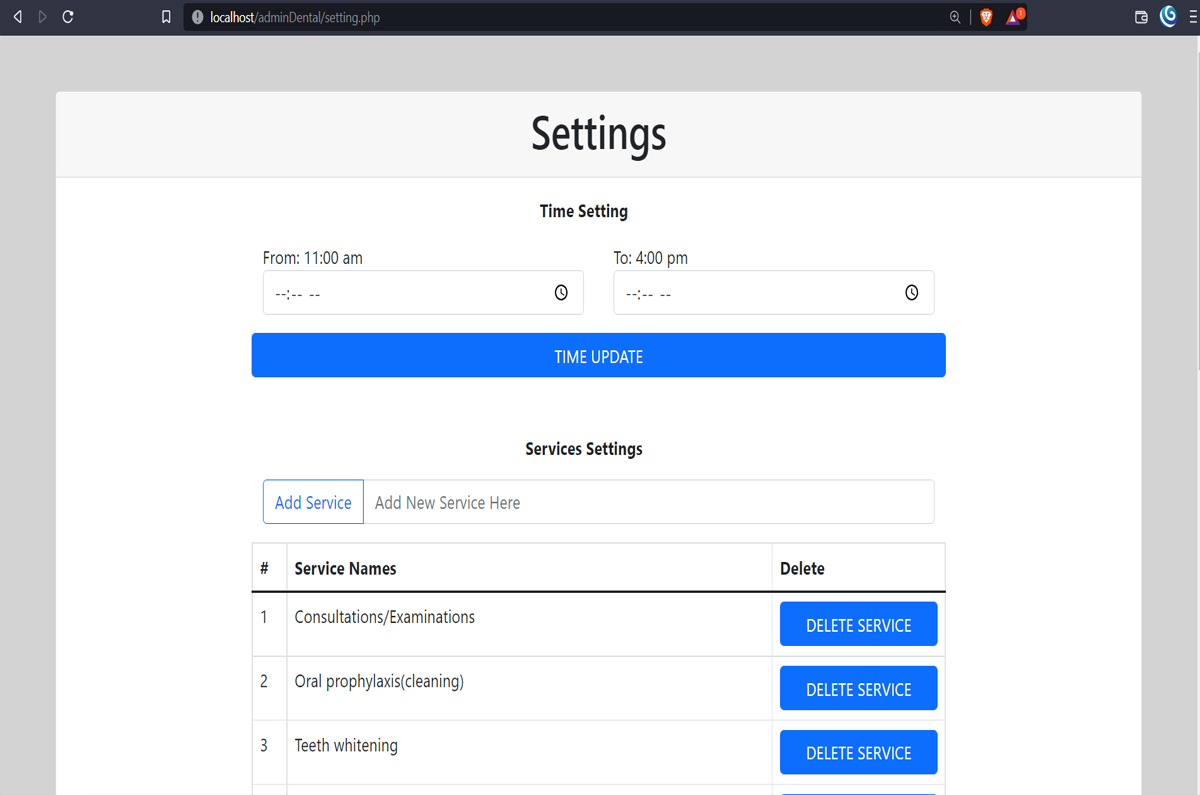 localhost/adminDental/setting.php
1
Settings
Time Setting
From: 11:00 am To: 4:00 pm
--:-- -- --:-- --
TIME UPDATE
Services Settings
Add Service Add New Service Here
# Service Names Delete
1 Consultations/Examinations DELETE SERVICE
2 Oral prophylaxis(cleaning) DELETE SERVICE
3 Teeth whitening DELETE SERVICE